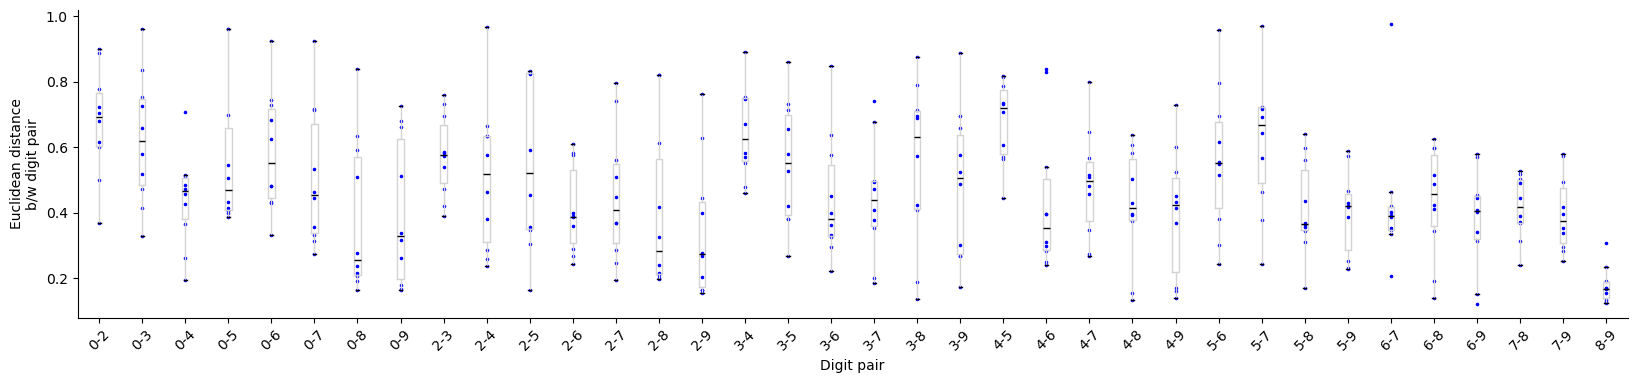 Euclidean distance
b/w digit pair
1.0
0.8
0.6
0.4
0.2
0-2 0-3 0-4 0-5 0-6 0-7 0-8 0-9 2-3 2-4 2-5 2-6 2-7 2-8 2-9 3-4 3-5 3-6 3-7 3-8 3-9 4-5 4-6 4-7 4-8 4-9 5-6 5-7 5-8 5-9 6-7 6-8 6-9 7-8 7-9 8-9
Digit pair